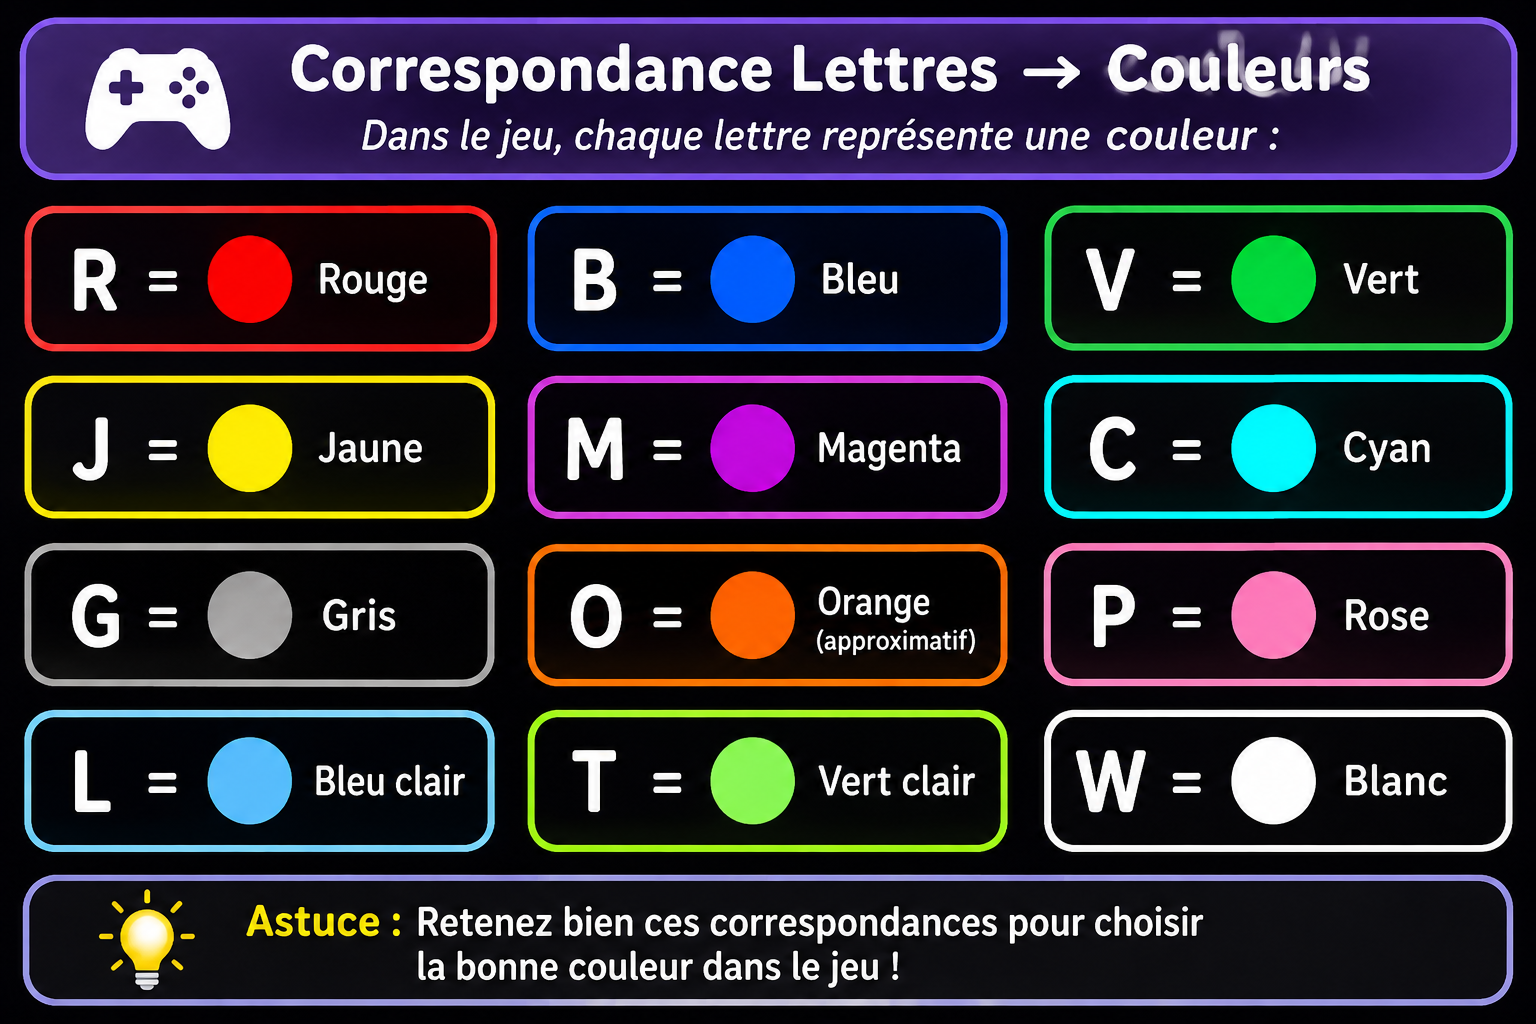 Correspondance Lettres → Couleurs
Dans le jeu, chaque lettre représente une couleur :
R = Rouge
B = Bleu
V = Vert
J = Jaune
M = Magenta
C = Cyan
G = Gris
O = Orange
(approximatif)
P = Rose
L = Bleu clair
T = Vert clair
W = Blanc
Astuce : Retenez bien ces correspondances pour choisir
la bonne couleur dans le jeu !